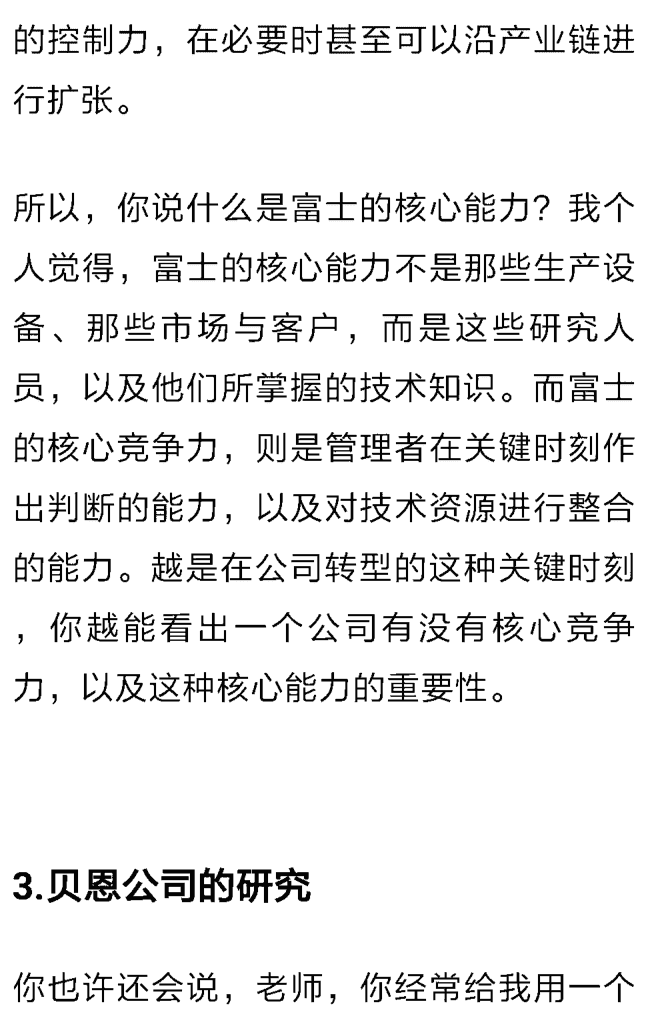 的控制力，在必要时甚至可以沿产业链进
行扩张。
所以，你说什么是富士的核心能力？我个
人觉得，富士的核心能力不是那些生产设
备、那些市场与客户，而是这些研究人
员，以及他们所掌握的技术知识。而富士
的核心竞争力，则是管理者在关键时刻作
出判断的能力，以及对技术资源进行整合
的能力。越是在公司转型的这种关键时刻
，你越能看出一个公司有没有核心竞争
力，以及这种核心能力的重要性。
3.贝恩公司的研究
你也许还会说，老师，你经常给我用一个